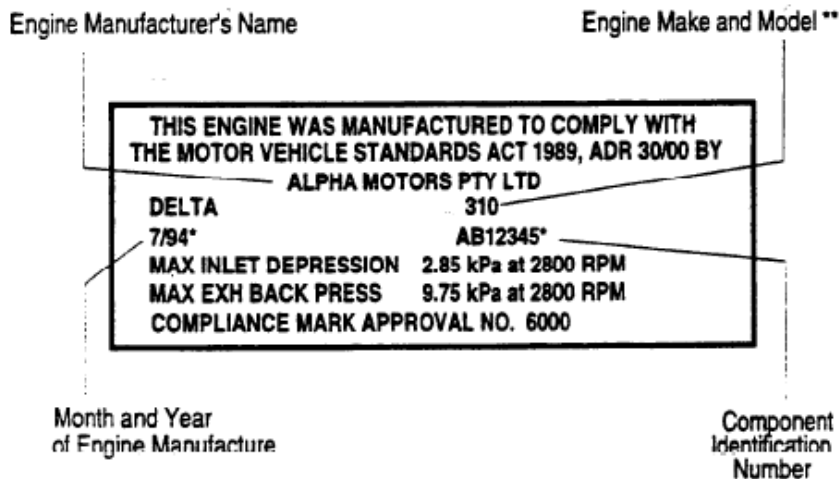 Engine Manufacturer's Name
Engine Make and Model **
THIS ENGINE WAS MANUFACTURED TO COMPLY WITH
THE MOTOR VEHICLE STANDARDS ACT 1989, ADR 30/00 BY
ALPHA MOTORS PTY LTD
DELTA 310
7/94* AB12345*
MAX INLET DEPRESSION 2.85 kPa at 2800 RPM
MAX EXH BACK PRESS 9.75 kPa at 2800 RPM
COMPLIANCE MARK APPROVAL NO. 6000
Month and Year
of Engine Manufacture
Component
Identification
Number